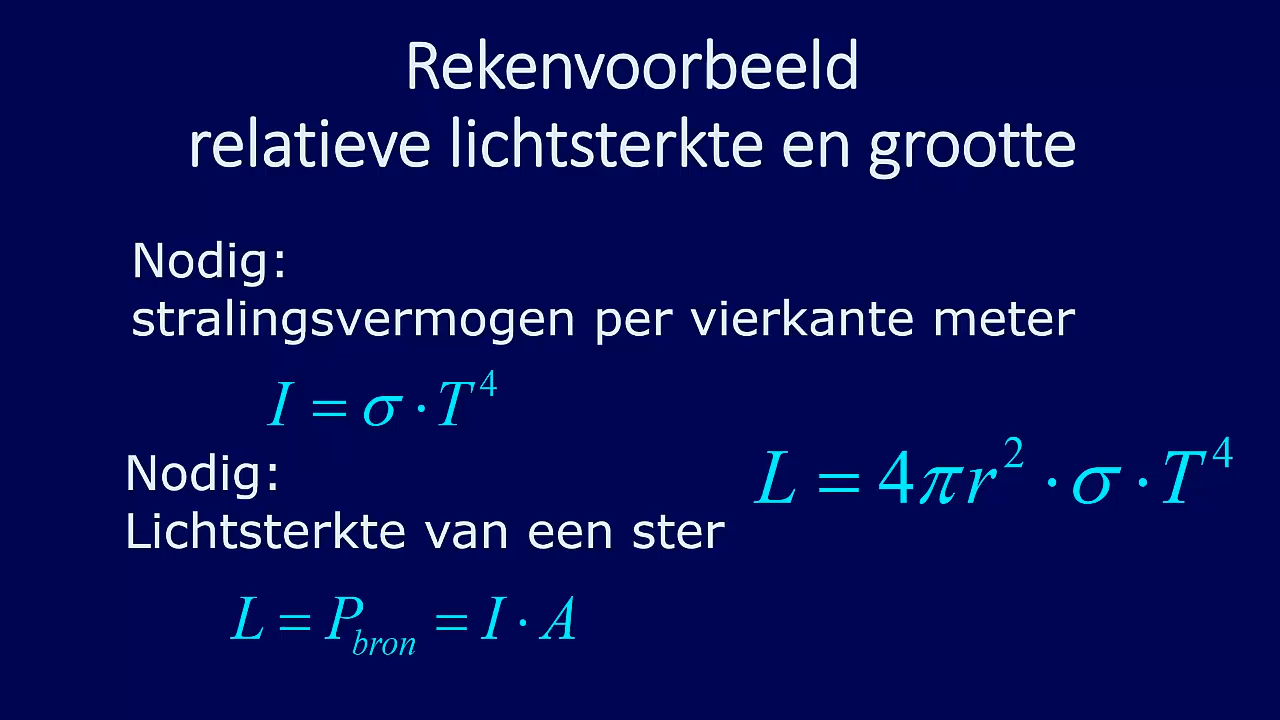 Rekenvoorbeeld
relatieve lichtsterkte en grootte
Nodig:
stralingsvermogen per vierkante meter
I = σ · T⁴
Nodig:
Lichtsterkte van een ster
L = 4πr² · σ · T⁴
L = P_bron = I · A